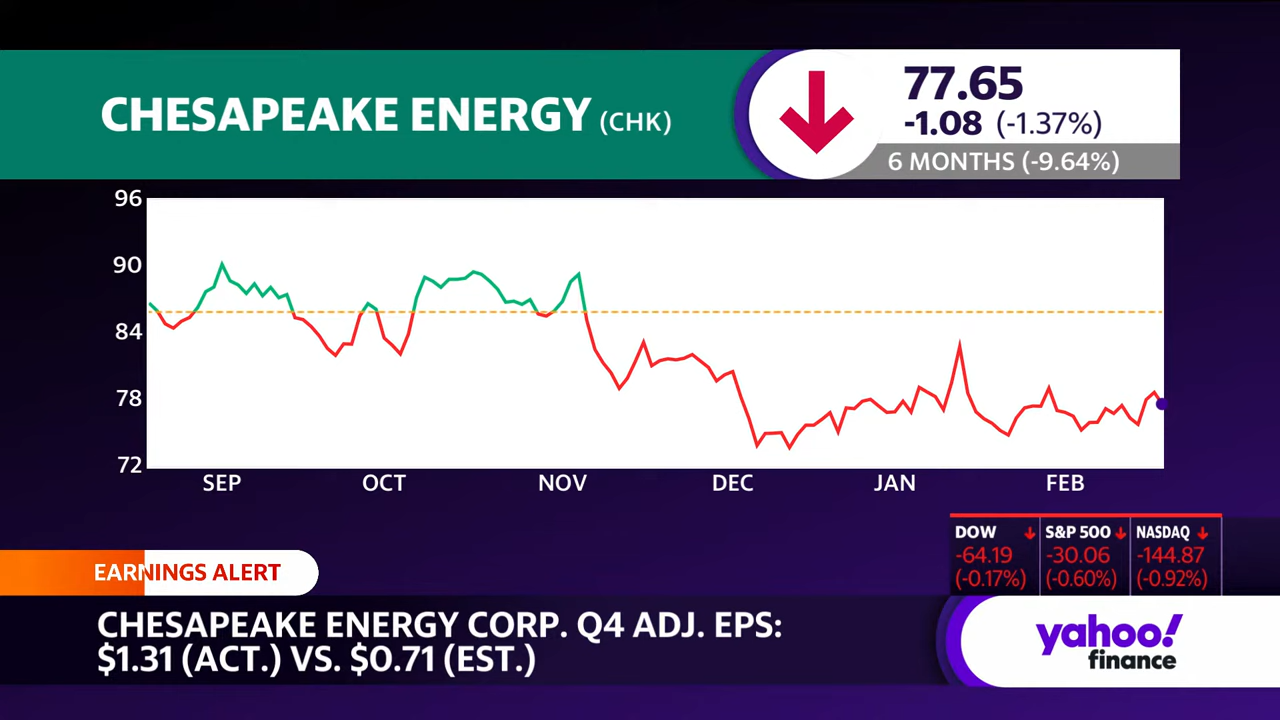 CHESAPEAKE ENERGY (CHK)
77.65
-1.08 (-1.37%)
6 MONTHS (-9.64%)
96
90
84
78
72
SEP OCT NOV DEC JAN FEB
DOW S&P 500 NASDAQ
-64.19 -30.06 -144.87
(-0.17%) (-0.60%) (-0.92%)
EARNINGS ALERT
CHESAPEAKE ENERGY CORP. Q4 ADJ. EPS:
$1.31 (ACT.) VS. $0.71 (EST.)
yahoo!
finance